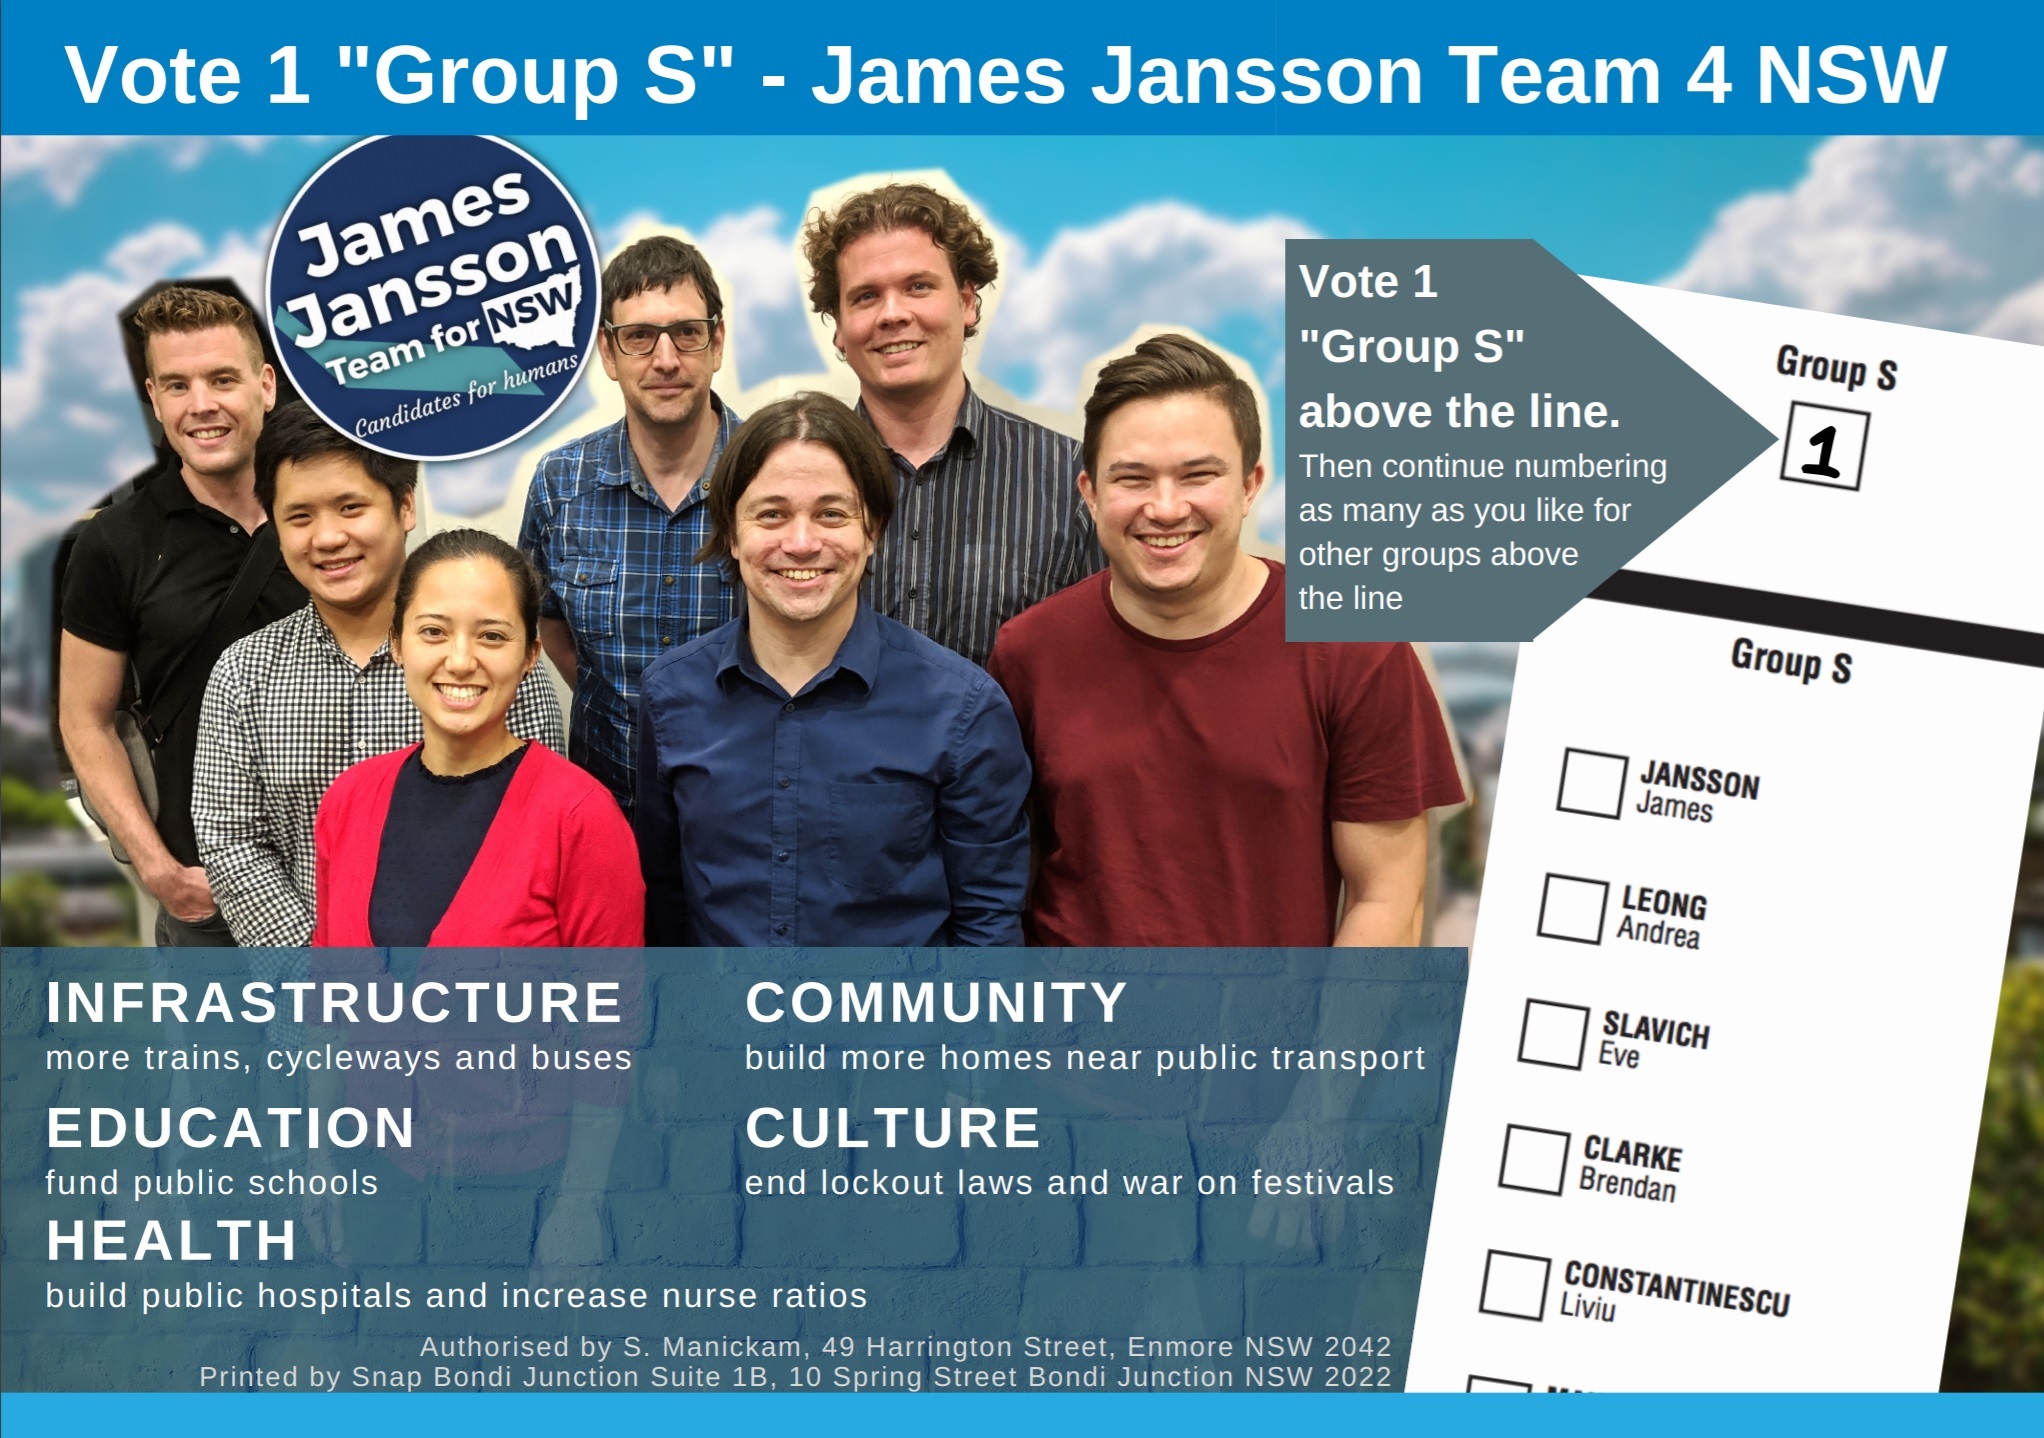 Vote 1 "Group S" - James Jansson Team 4 NSW
James
Jansson
Team for NSW
Candidates for humans
Vote 1
"Group S"
above the line.
Then continue numbering
as many as you like for
other groups above
the line
Group S
1
Group S
JANSSON
James
LEONG
Andrea
SLAVICH
Eve
CLARKE
Brendan
CONSTANTINESCU
Liviu
INFRASTRUCTURE
more trains, cycleways and buses
EDUCATION
fund public schools
HEALTH
build public hospitals and increase nurse ratios
COMMUNITY
build more homes near public transport
CULTURE
end lockout laws and war on festivals
Authorised by S. Manickam, 49 Harrington Street, Enmore NSW 2042
Printed by Snap Bondi Junction Suite 1B, 10 Spring Street Bondi Junction NSW 2022